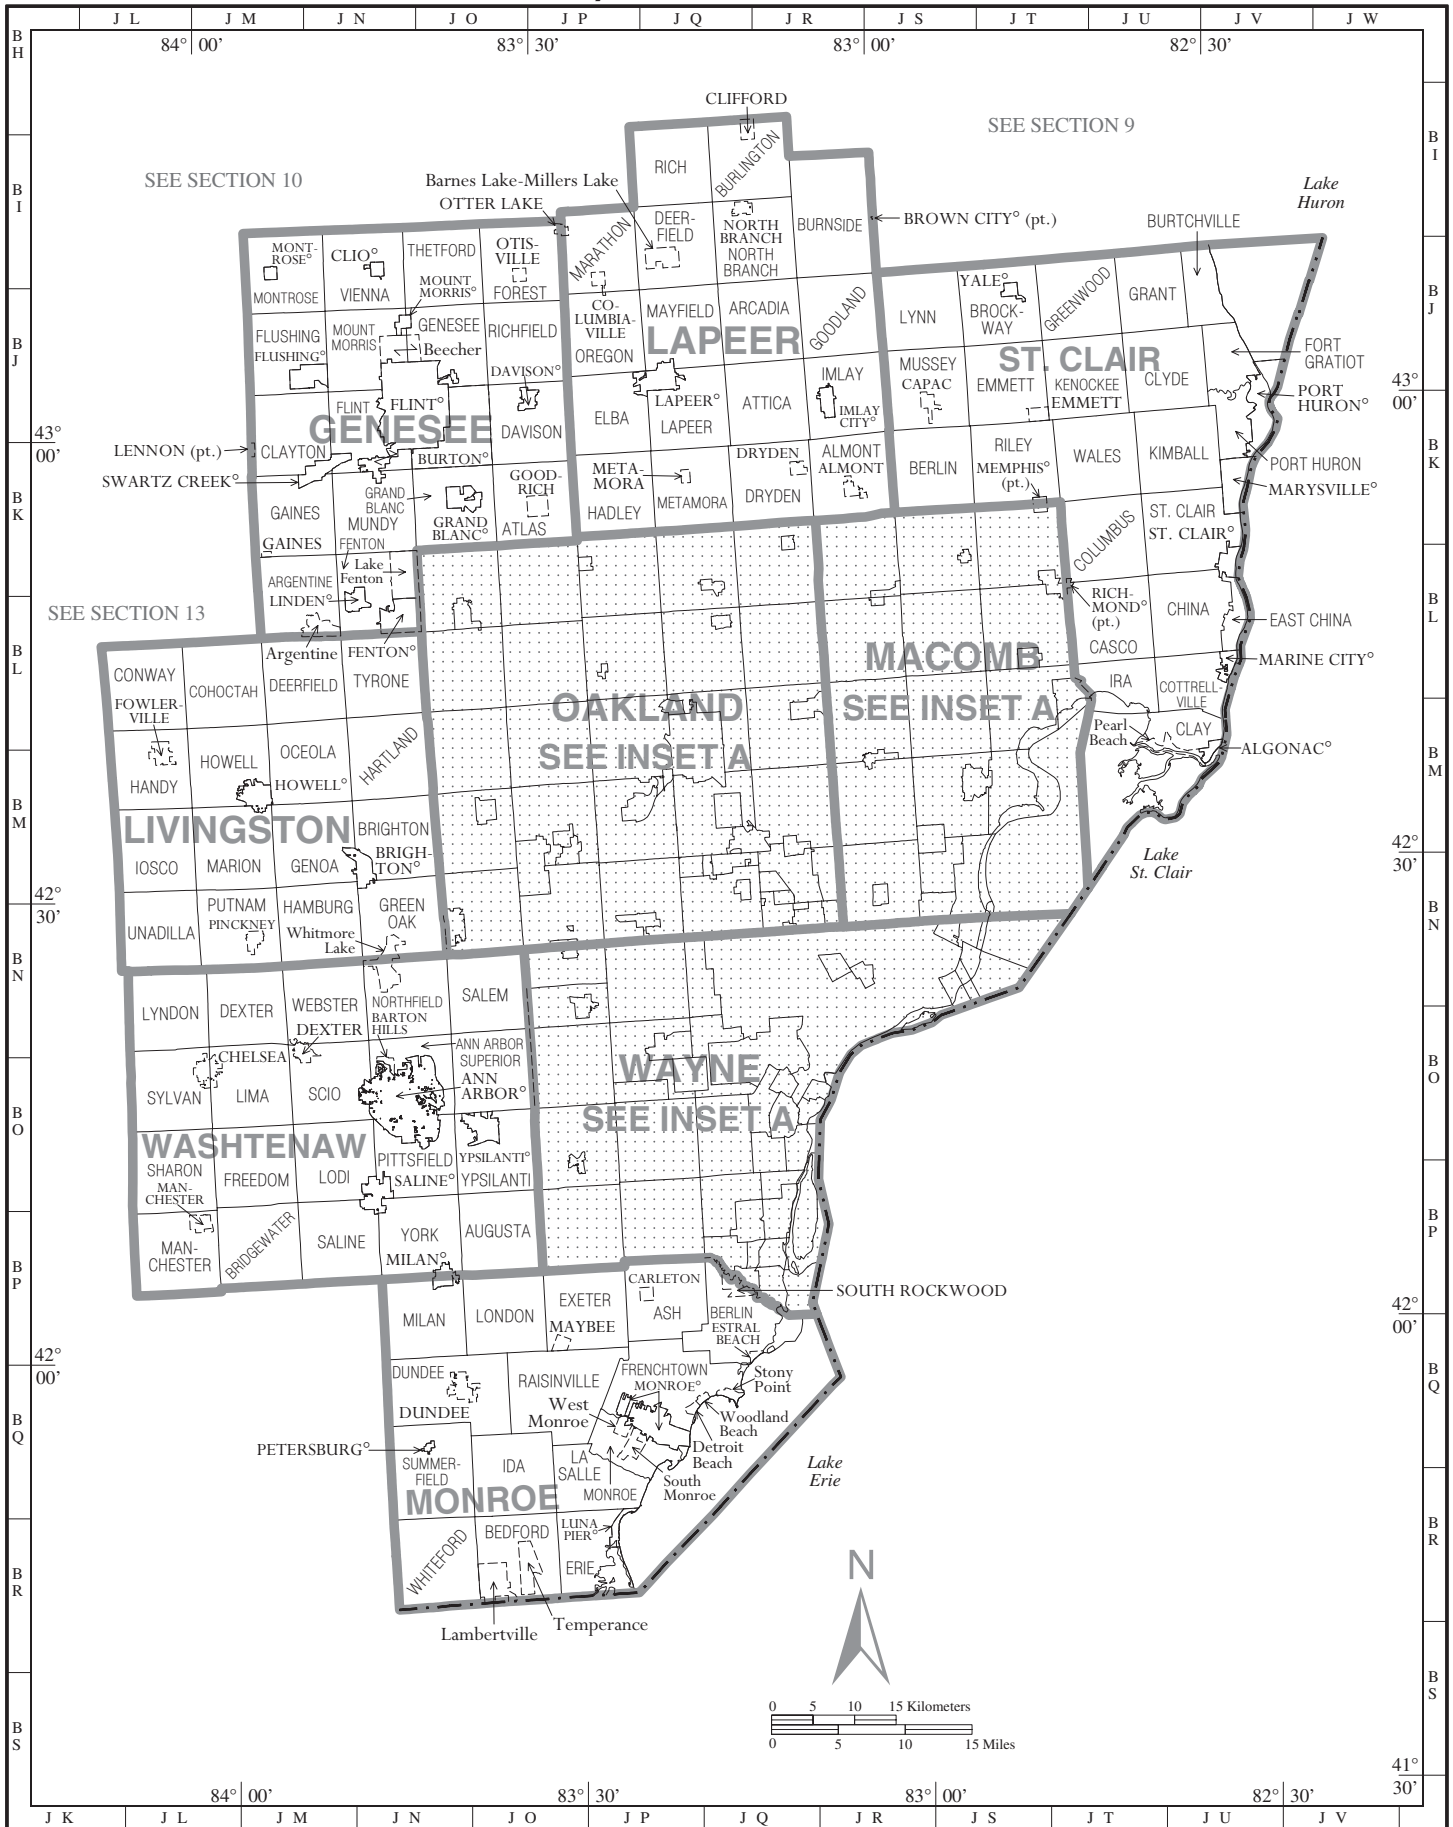 J L J M J N J O J P J Q J R J S J T J U J V J W
84° 00’ 83° 30’ 83° 00’ 82° 30’
B H
B I
B J
B K
B L
B M
B N
B O
B P
B Q
B R
B S
B I
B J
B K
B L
B M
B N
B O
B P
B Q
B R
B S
SEE SECTION 9
SEE SECTION 10
SEE SECTION 13
Lake
Huron
CLIFFORD
RICH
BURLINGTON
Barnes Lake-Millers Lake
OTTER LAKE
MARATHON
DEER-
FIELD
NORTH
BRANCH
NORTH
BRANCH
BURNSIDE
BROWN CITY° (pt.)
BURTCHVILLE
MONT-
ROSE°
CLIO°
THETFORD
OTIS-
VILLE
MOUNT
MORRIS°
MONTROSE
VIENNA
FOREST
CO-
LUMBIA-
VILLE
MAYFIELD
ARCADIA
GOODLAND
LAPEER
OREGON
YALE°
BROCK-
WAY
GREENWOOD
GRANT
LYNN
FLUSHING
FLUSHING°
MOUNT
MORRIS
GENESEE
RICHFIELD
Beecher
DAVISON°
MUSSEY
CAPAC
ST. CLAIR
EMMETT
KENOCKEE
EMMETT
CLYDE
FORT
GRATIOT
PORT
HURON°
43°
00’
IMLAY
IMLAY
CITY°
ELBA
LAPEER°
LAPEER
ATTICA
FLINT
FLINT°
GENESEE
DAVISON
43°
00’
LENNON (pt.)
CLAYTON
SWARTZ CREEK°
BURTON°
META-
MORA
METAMORA
DRYDEN
DRYDEN
ALMONT
ALMONT
BERLIN
RILEY
MEMPHIS°
(pt.)
WALES
KIMBALL
PORT HURON
MARYSVILLE°
GAINES
GAINES
GRAND
BLANC
MUNDY
GRAND
BLANC°
GOOD-
RICH
ATLAS
HADLEY
COLUMBUS
ST. CLAIR
ST. CLAIR°
FENTON
Lake
Fenton
ARGENTINE
LINDEN°
Argentine
FENTON°
RICH-
MOND°
(pt.)
CHINA
EAST CHINA
CASCO
MARINE CITY°
MACOMB
SEE INSET A
OAKLAND
SEE INSET A
IRA
COTTRELL-
VILLE
Pearl
Beach
CLAY
ALGONAC°
CONWAY
COHOCTAH
DEERFIELD
TYRONE
FOWLER-
VILLE
HANDY
HOWELL
OCEOLA
HOWELL°
HARTLAND
LIVINGSTON
BRIGHTON
BRIGH-
TON°
IOSCO
MARION
GENOA
Lake
St. Clair
42°
30’
42°
30’
PUTNAM
PINCKNEY
HAMBURG
GREEN
OAK
UNADILLA
Whitmore
Lake
LYNDON
DEXTER
WEBSTER
DEXTER
NORTHFIELD
BARTON
HILLS
SALEM
CHELSEA
ANN ARBOR
SUPERIOR
ANN
ARBOR°
SYLVAN
LIMA
SCIO
WAYNE
SEE INSET A
WASHTENAW
SHARON
MAN-
CHESTER
FREEDOM
LODI
PITTSFIELD
SALINE°
YPSILANTI°
YPSILANTI
MAN-
CHESTER
BRIDGEWATER
SALINE
YORK
MILAN°
AUGUSTA
SOUTH ROCKWOOD
MILAN
LONDON
EXETER
MAYBEE
CARLETON
ASH
BERLIN
ESTRAL
BEACH
42°
00’
42°
00’
DUNDEE
DUNDEE
RAISINVILLE
FRENCHTOWN
MONROE°
Stony
Point
West
Monroe
Woodland
Beach
Detroit
Beach
PETERSBURG°
SUMMER-
FIELD
IDA
LA
SALLE
MONROE
South
Monroe
Lake
Erie
MONROE
WHITEFORD
BEDFORD
LUNA
PIER°
ERIE
Lambertville
Temperance
N
0 5 10 15 Kilometers
0 5 10 15 Miles
41°
30’
84° 00’ 83° 30’ 83° 00’ 82° 30’
J K J L J M J N J O J P J Q J R J S J T J U J V